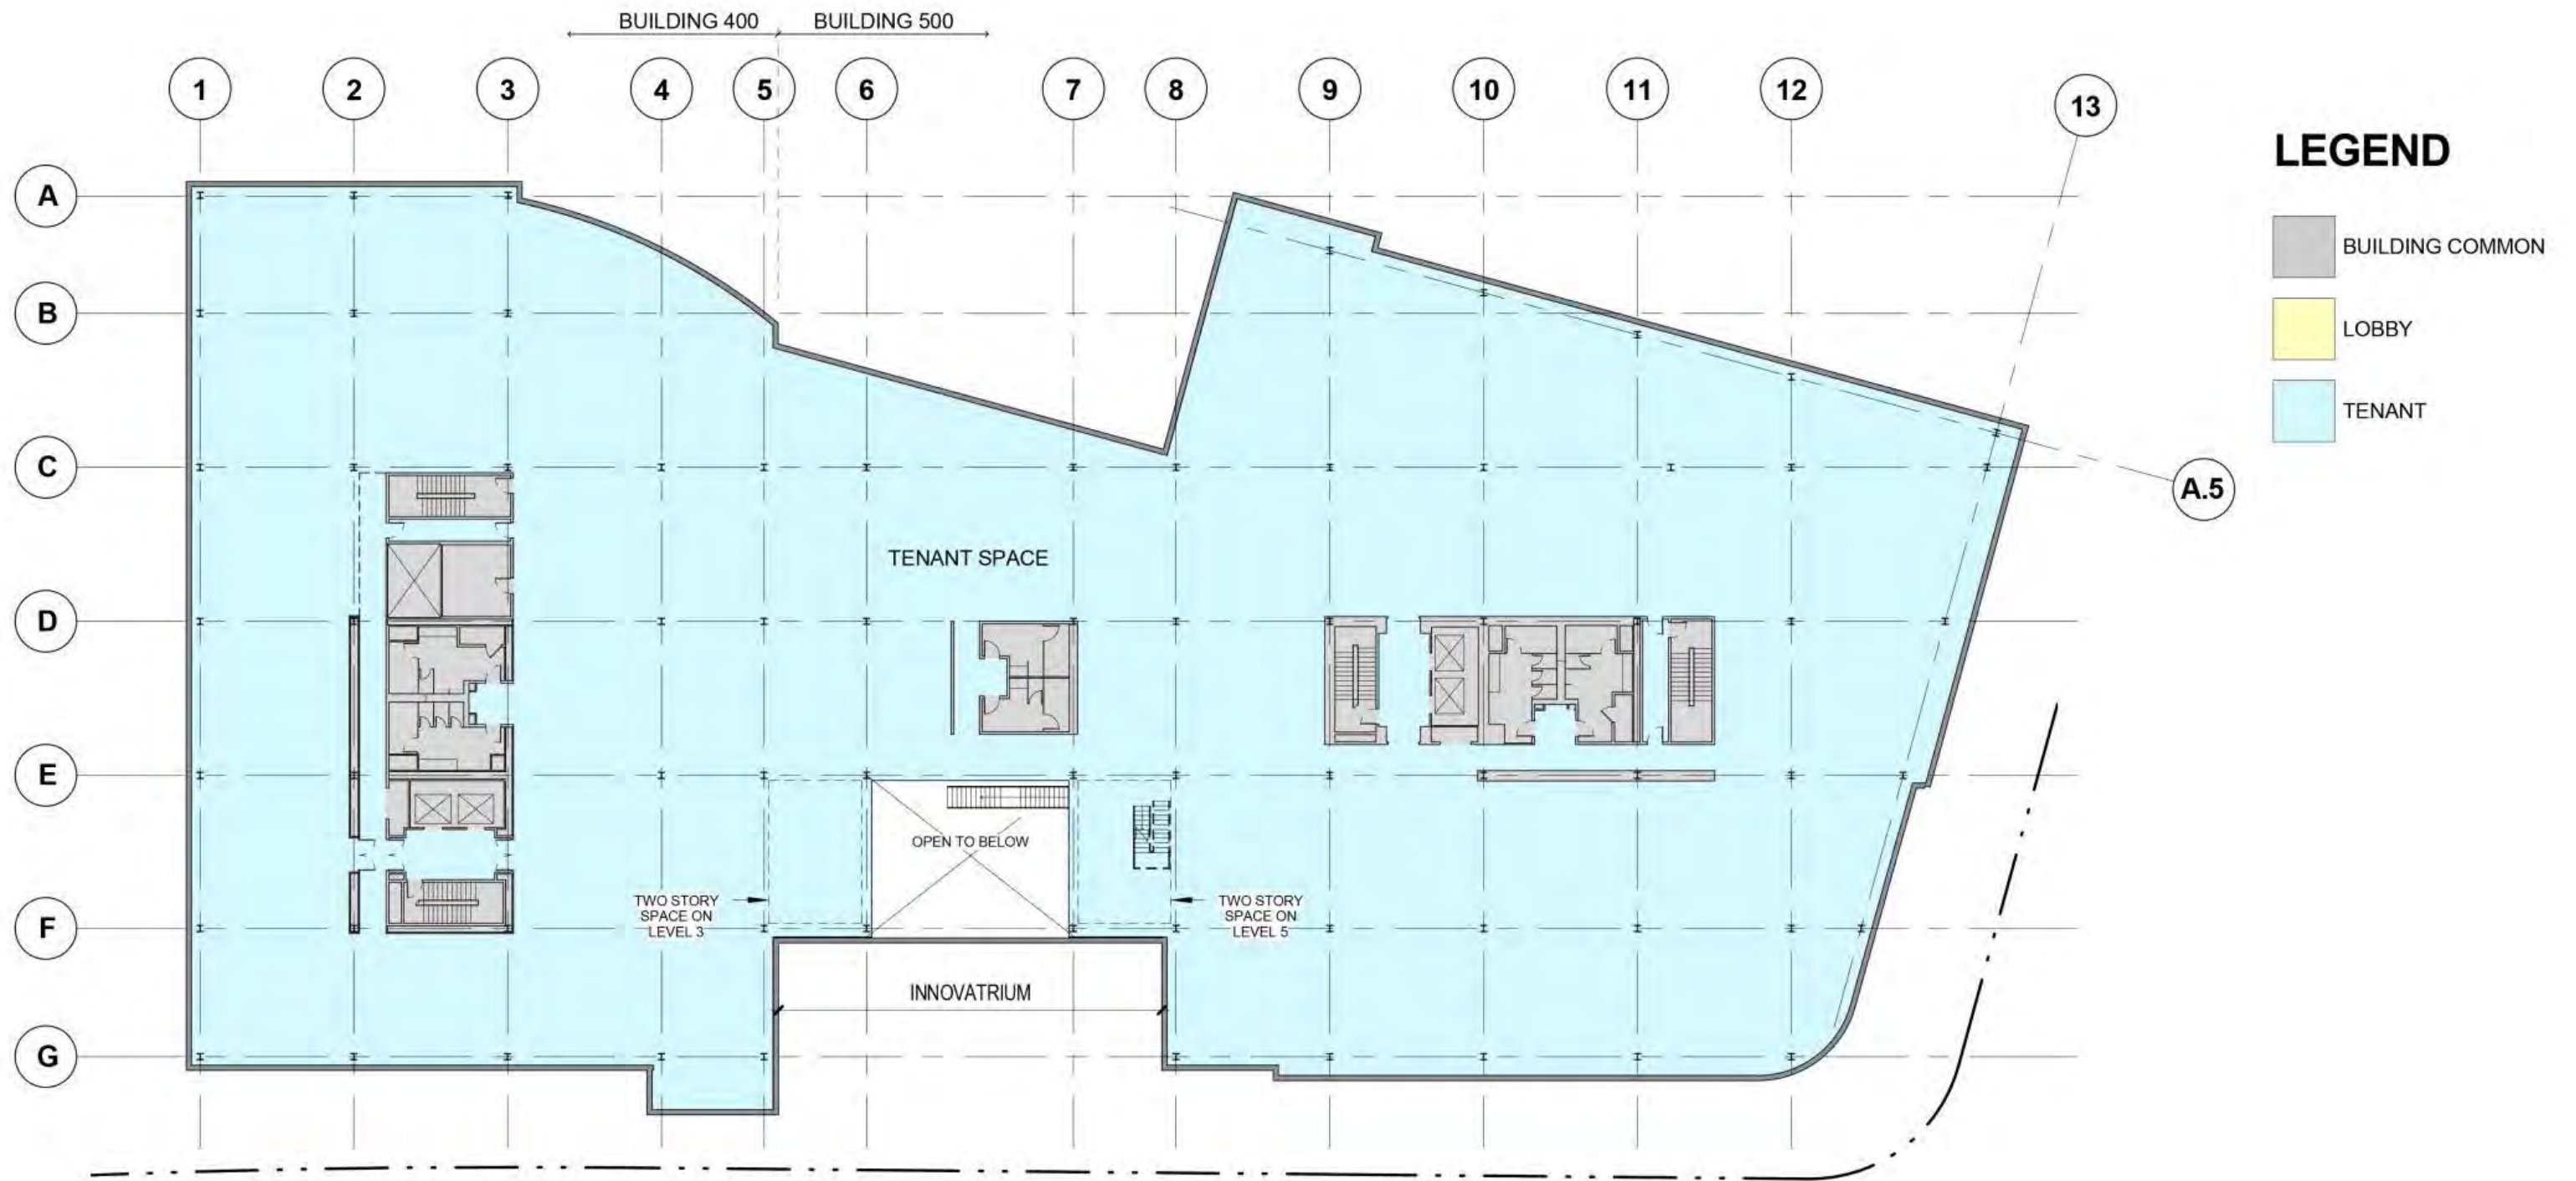 BUILDING 400
BUILDING 500
1
2
3
4
5
6
7
8
9
10
11
12
13
LEGEND
A
BUILDING COMMON
B
LOBBY
TENANT
C
A.5
TENANT SPACE
D
E
OPEN TO BELOW
TWO STORY
SPACE ON
LEVEL 3
TWO STORY
SPACE ON
LEVEL 5
F
INNOVATRIUM
G